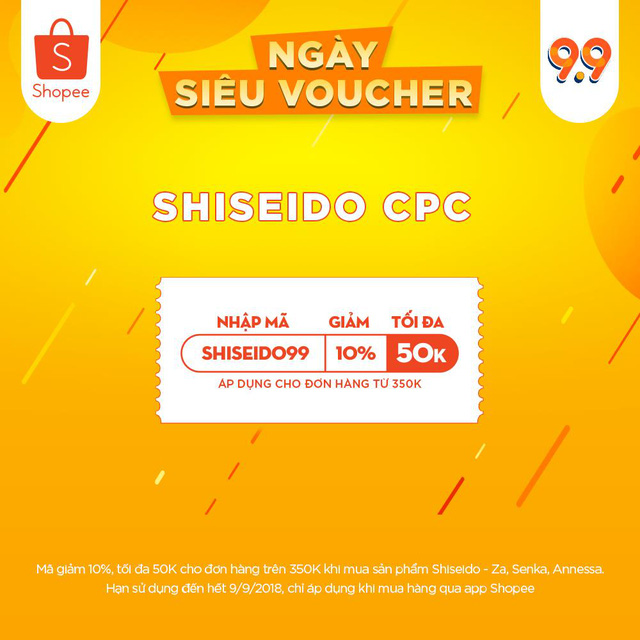 Shopee
NGÀY
SIÊU VOUCHER
9.9
SHISEIDO CPC
NHẬP MÃ GIẢM TỐI ĐA
SHISEIDO99 10% 50K
ÁP DỤNG CHO ĐƠN HÀNG TỪ 350K
Mã giảm 10%, tối đa 50K cho đơn hàng trên 350K khi mua sản phẩm Shiseido - Za, Senka, Annessa.
Hạn sử dụng đến hết 9/9/2018, chỉ áp dụng khi mua hàng qua app Shopee